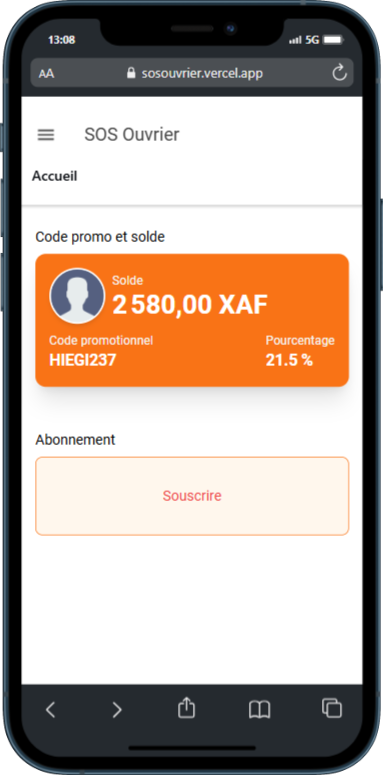 13:08
5G
AA
sosouvrier.vercel.app
SOS Ouvrier
Accueil
Code promo et solde
Solde
2 580,00 XAF
Code promotionnel
Pourcentage
HIEGI237
21.5 %
Abonnement
Souscrire